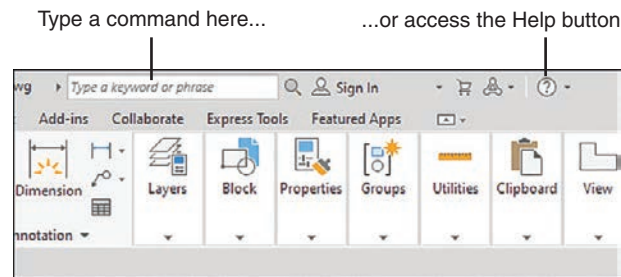 Type a command here...
...or access the Help button
wg Type a keyword or phrase Sign In
Add-ins Collaborate Express Tools Featured Apps
Dimension Layers Block Properties Groups Utilities Clipboard View
nnotation